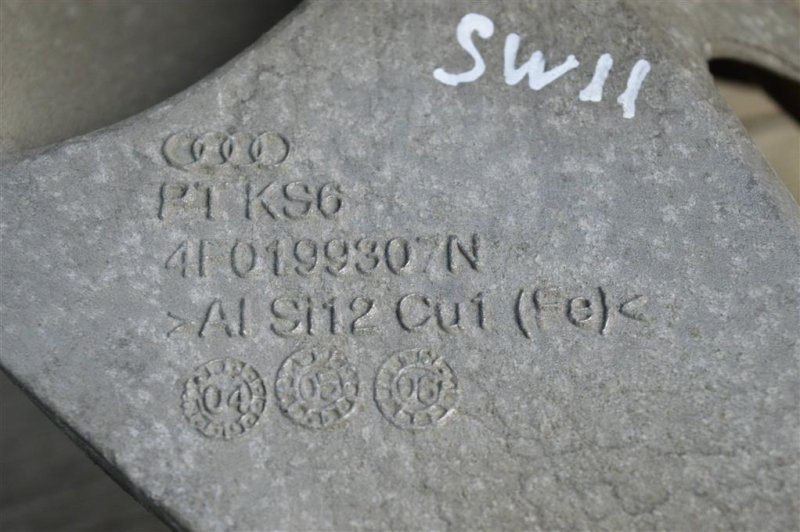 SW11
PT KS6
4F0199307N
>Al Si12 Cu1 (Fe)<
04 05 06